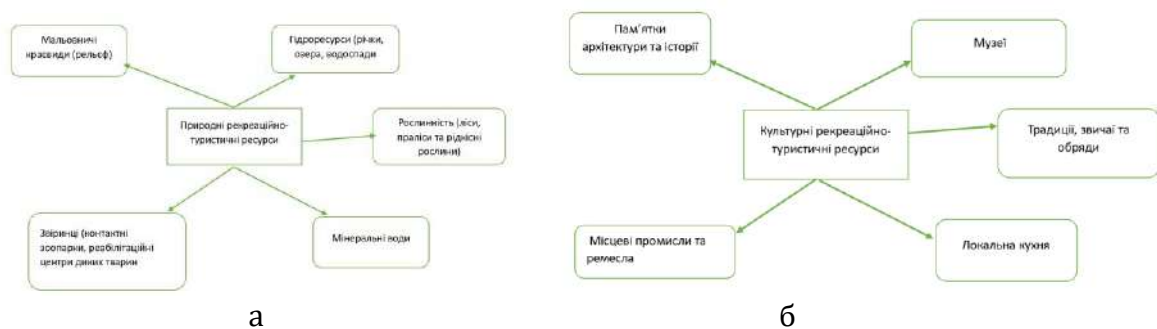 Мальовничі
краєвиди (рельєф)
Гідроресурси (річки,
озера, водоспади
Природні рекреаційно-
туристичні ресурси
Рослинність (ліси,
праліси та рідкісні
рослини)
Звіринці (контактні
зоопарки, реабілітаційні
центри диких тварин
Мінеральні води
а
Пам'ятки
архітектури та історії
Музеї
Культурні рекреаційно-
туристичні ресурси
Традиції, звичаї та
обряди
Місцеві промисли та
ремесла
Локальна кухня
б